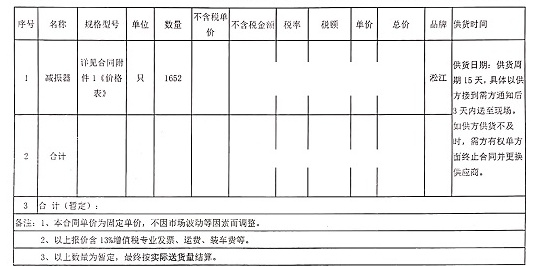 序号 名称 规格型号 单位 数量 不含税单价 不含税金额 税率 税额 单价 总价 品牌 供货时间
1 减振器 详见合同附件1《价格表》 只 1652 淞江
供货日期：供货周
期15天，具体以供
方接到需方通知后
3天内送至现场，
如供方供货不及
时，需方有权单方
面终止合同并更换
供应商。
2 合计
3 合计（暂定）：
备注：1、本合同单价为固定单价，不因市场波动等因素而调整。
2、以上报价含13%增值税专业发票、运费、装车费等。
3、以上数量为暂定，最终按实际送货量结算。